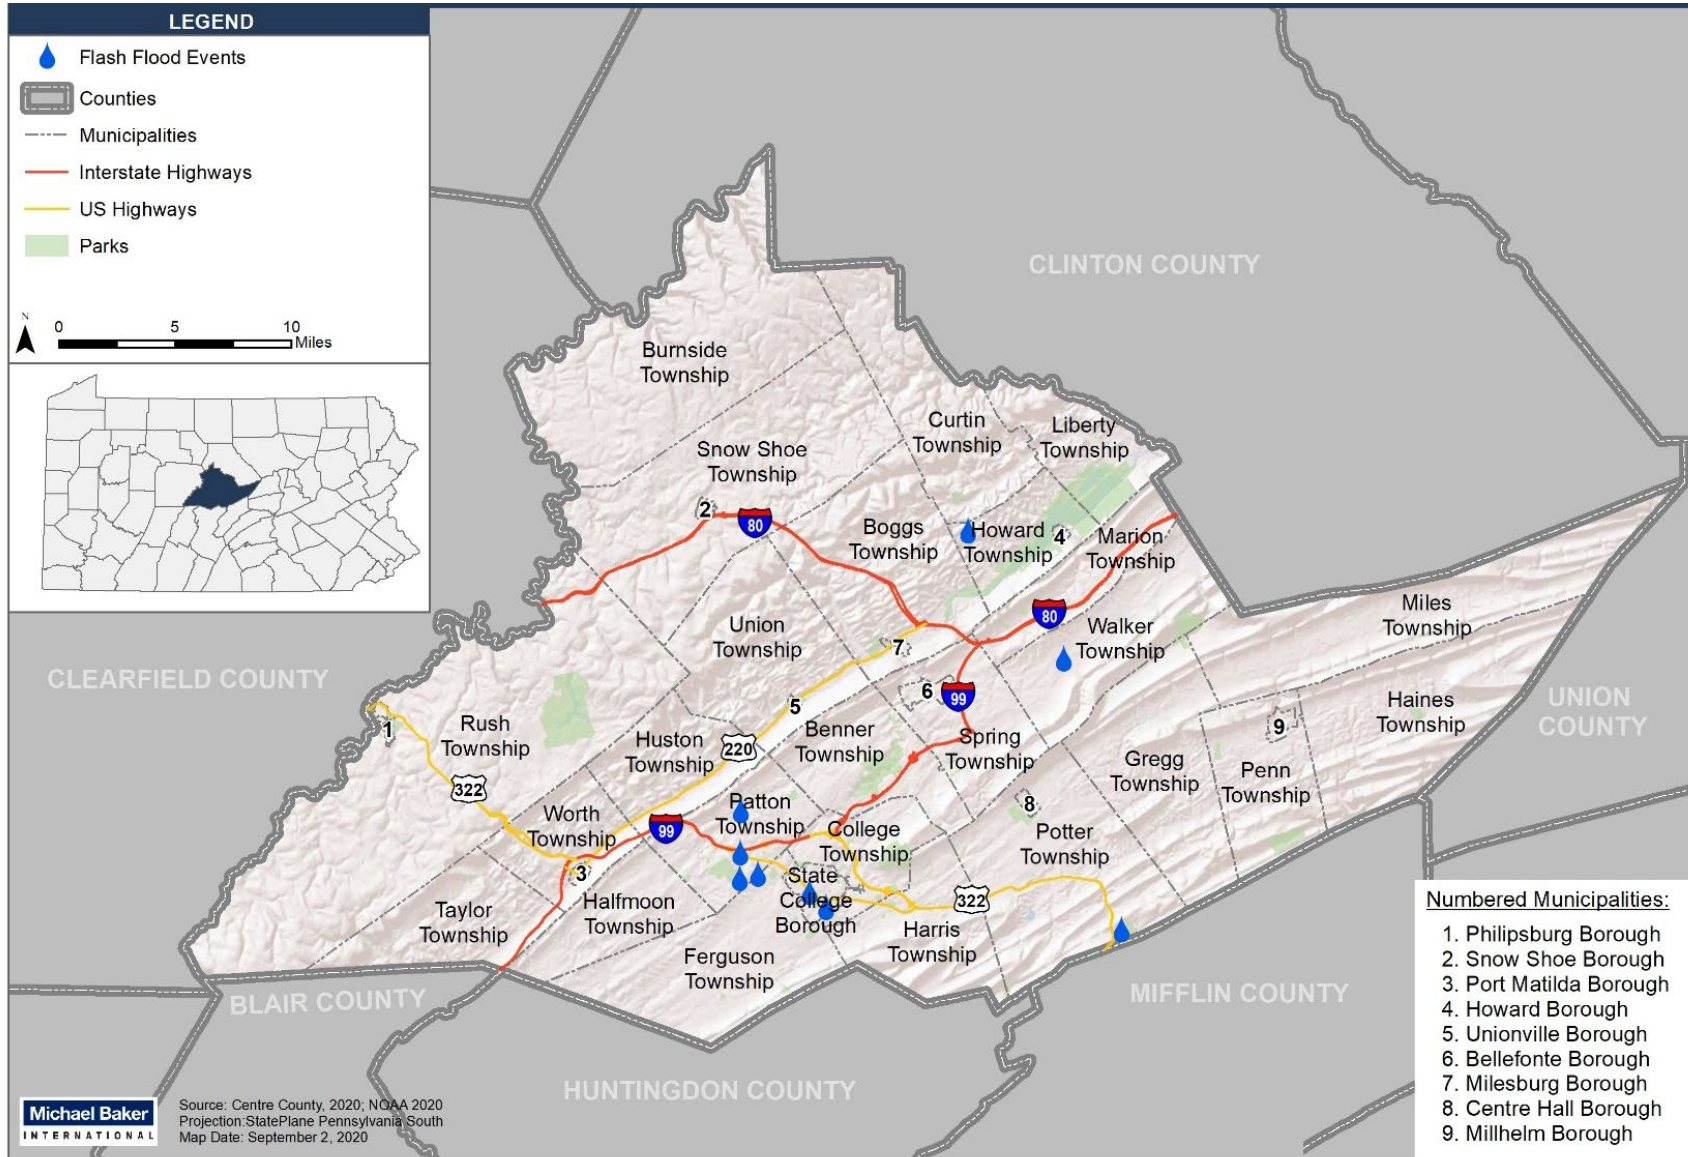 LEGEND
Flash Flood Events
Counties
Municipalities
Interstate Highways
US Highways
Parks
N
0 5 10
Miles
CLINTON COUNTY
Burnside
Township
Curtin
Township
Liberty
Township
Snow Shoe
Township
2
80
Boggs
Township
Howard
Township
4
Marion
Township
Miles
Township
80
Union
Township
7
Walker
Township
CLEARFIELD COUNTY
UNION
COUNTY
6
99
5
Haines
Township
1
Rush
Township
Huston
Township
220
Benner
Township
Spring
Township
9
Gregg
Township
Penn
Township
322
8
Worth
Township
99
Patton
Township
College
Township
Potter
Township
3
State
College
Borough
322
Halfmoon
Township
Taylor
Township
Harris
Township
Ferguson
Township
BLAIR COUNTY
MIFFLIN COUNTY
HUNTINGDON COUNTY
Numbered Municipalities:
1. Philipsburg Borough
2. Snow Shoe Borough
3. Port Matilda Borough
4. Howard Borough
5. Unionville Borough
6. Bellefonte Borough
7. Milesburg Borough
8. Centre Hall Borough
9. Millhelm Borough
Michael Baker
INTERNATIONAL
Source: Centre County, 2020; NOAA 2020
Projection:StatePlane Pennsylvania South
Map Date: September 2, 2020